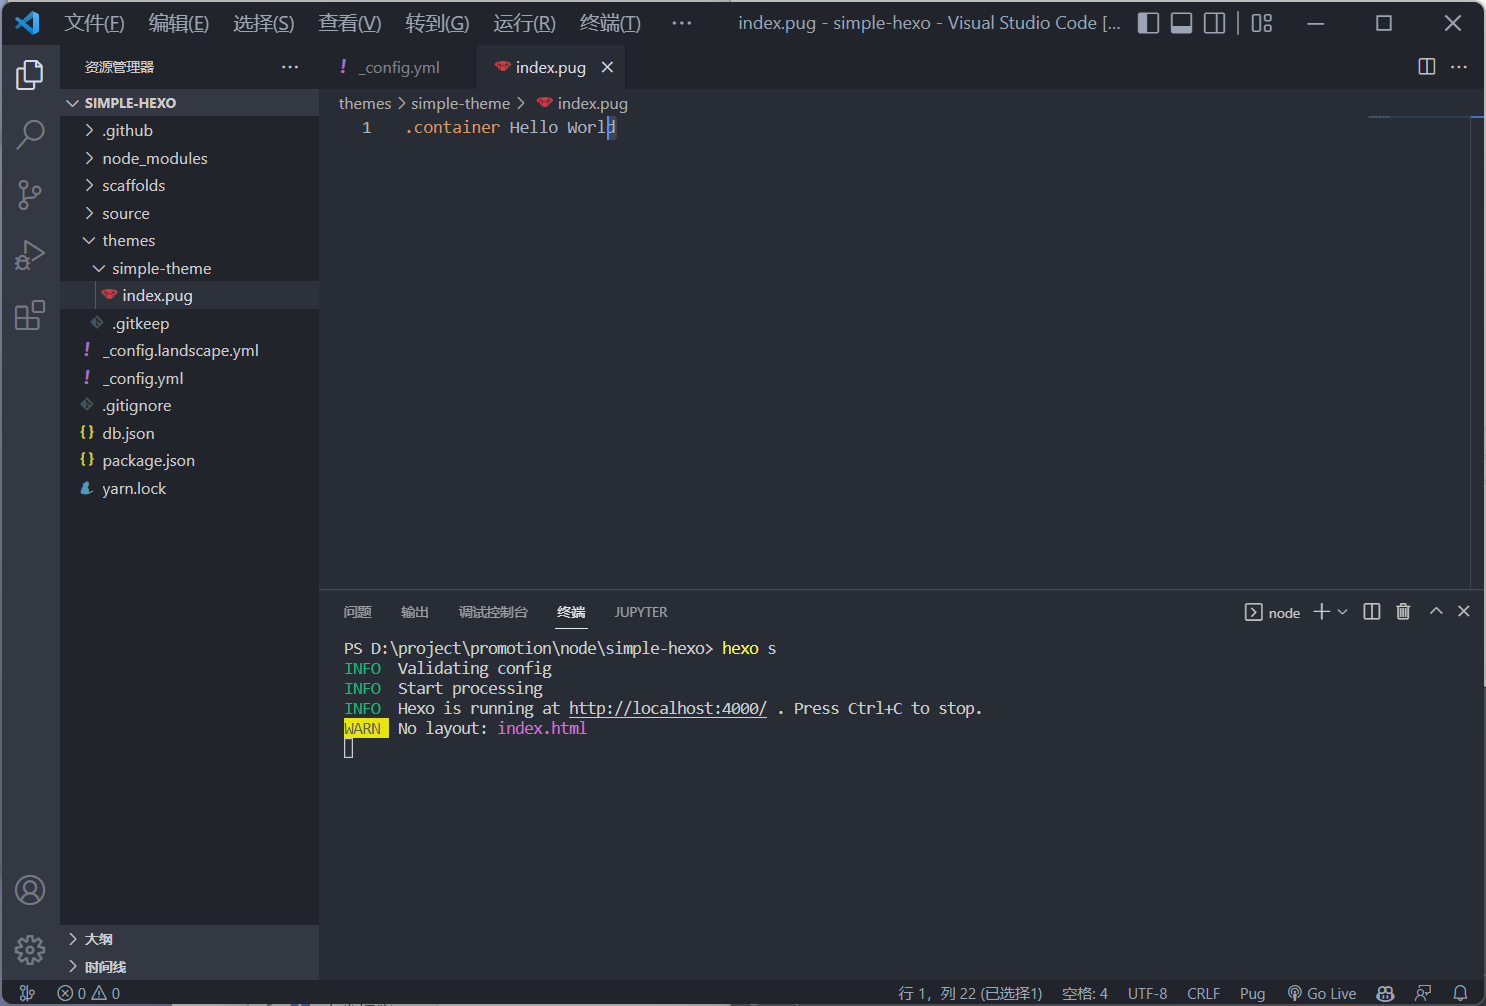 文件(F) 编辑(E) 选择(S) 查看(V) 转到(G) 运行(R) 终端(T) ··· index.pug - simple-hexo - Visual Studio Code [...
资源管理器 ···
! _config.yml index.pug
SIMPLE-HEXO
.github
node_modules
scaffolds
source
themes
simple-theme
index.pug
.gitkeep
! _config.landscape.yml
! _config.yml
.gitignore
{} db.json
{} package.json
yarn.lock
大纲
时间线
themes > simple-theme > index.pug
1 .container Hello World
问题 输出 调试控制台 终端 JUPYTER node
PS D:\project\promotion\node\simple-hexo> hexo s
INFO Validating config
INFO Start processing
INFO Hexo is running at http://localhost:4000/ . Press Ctrl+C to stop.
WARN No layout: index.html
0 0 行 1，列 22 (已选择1) 空格: 4 UTF-8 CRLF Pug Go Live